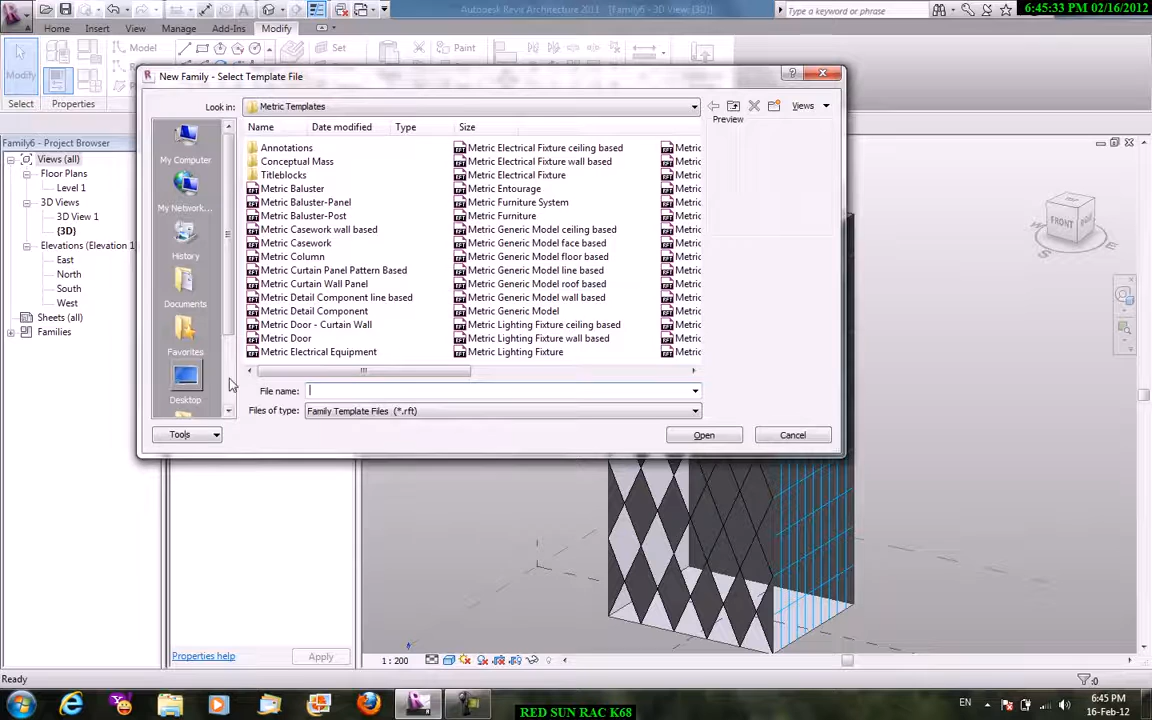 Autodesk Revit Architecture 2011 - [Family6 - 3D View: {3D}]
Type a keyword or phrase
6:45:33 PM 02/16/2012
Home Insert View Manage Add-Ins Modify
Modify
Model
Set
Paint
Select
Properties
New Family - Select Template File
Look in:
Metric Templates
Views
Preview
Name
Date modified
Type
Size
My Computer
My Network...
History
Documents
Favorites
Desktop
Annotations
Conceptual Mass
Titleblocks
Metric Baluster
Metric Baluster-Panel
Metric Baluster-Post
Metric Casework wall based
Metric Casework
Metric Column
Metric Curtain Panel Pattern Based
Metric Curtain Wall Panel
Metric Detail Component line based
Metric Detail Component
Metric Door - Curtain Wall
Metric Door
Metric Electrical Equipment
Metric Electrical Fixture ceiling based
Metric Electrical Fixture wall based
Metric Electrical Fixture
Metric Entourage
Metric Furniture System
Metric Furniture
Metric Generic Model ceiling based
Metric Generic Model face based
Metric Generic Model floor based
Metric Generic Model line based
Metric Generic Model roof based
Metric Generic Model wall based
Metric Generic Model
Metric Lighting Fixture ceiling based
Metric Lighting Fixture wall based
Metric Lighting Fixture
File name:
Files of type:
Family Template Files (*.rft)
Tools
Open
Cancel
Family6 - Project Browser
Views (all)
Floor Plans
Level 1
3D Views
3D View 1
{3D}
Elevations (Elevation 1
East
North
South
West
Sheets (all)
Families
FRONT
E
Properties help
Apply
1 : 200
Ready
:0
RED SUN RAC K68
EN
6:45 PM
16-Feb-12